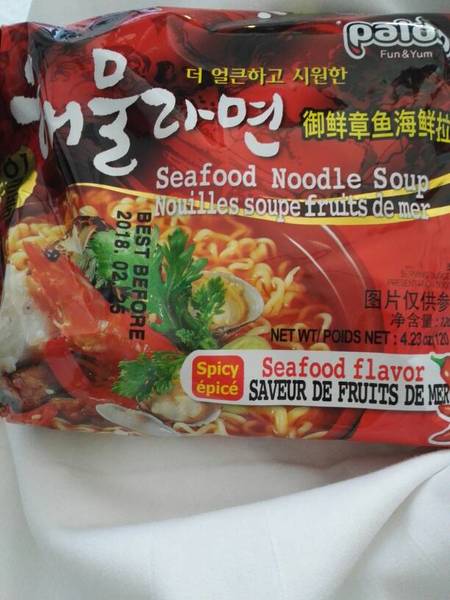 Paldo
Fun & Yum
더 얼큰하고 시원한
해물라면
御鲜章鱼海鲜拉
Seafood Noodle Soup
Nouilles soupe fruits de mer
BEST BEFORE
2018. 02.
图片仅供参
净含量:
NET WT/ POIDS NET : 4.23 oz(120
Spicy
épicé
Seafood flavor
SAVEUR DE FRUITS DE MER